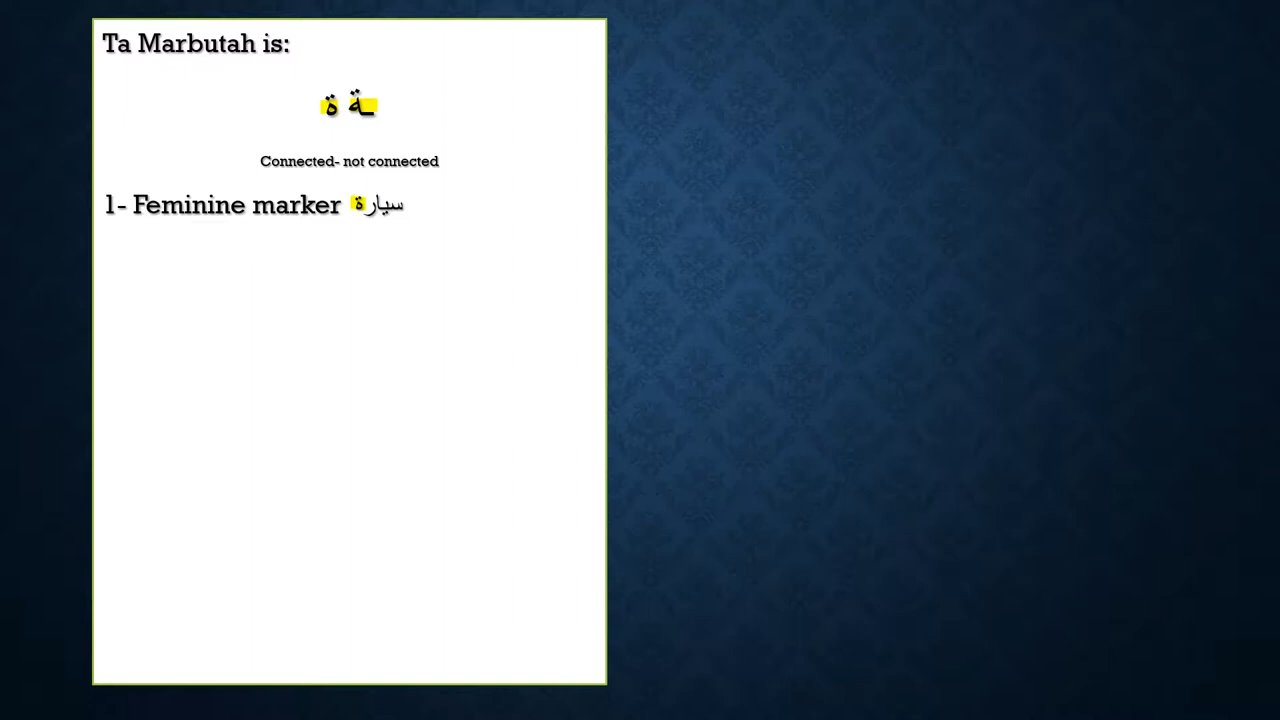 Ta Marbutah is:
ـة ة
Connected- not connected
1- Feminine marker سيارة